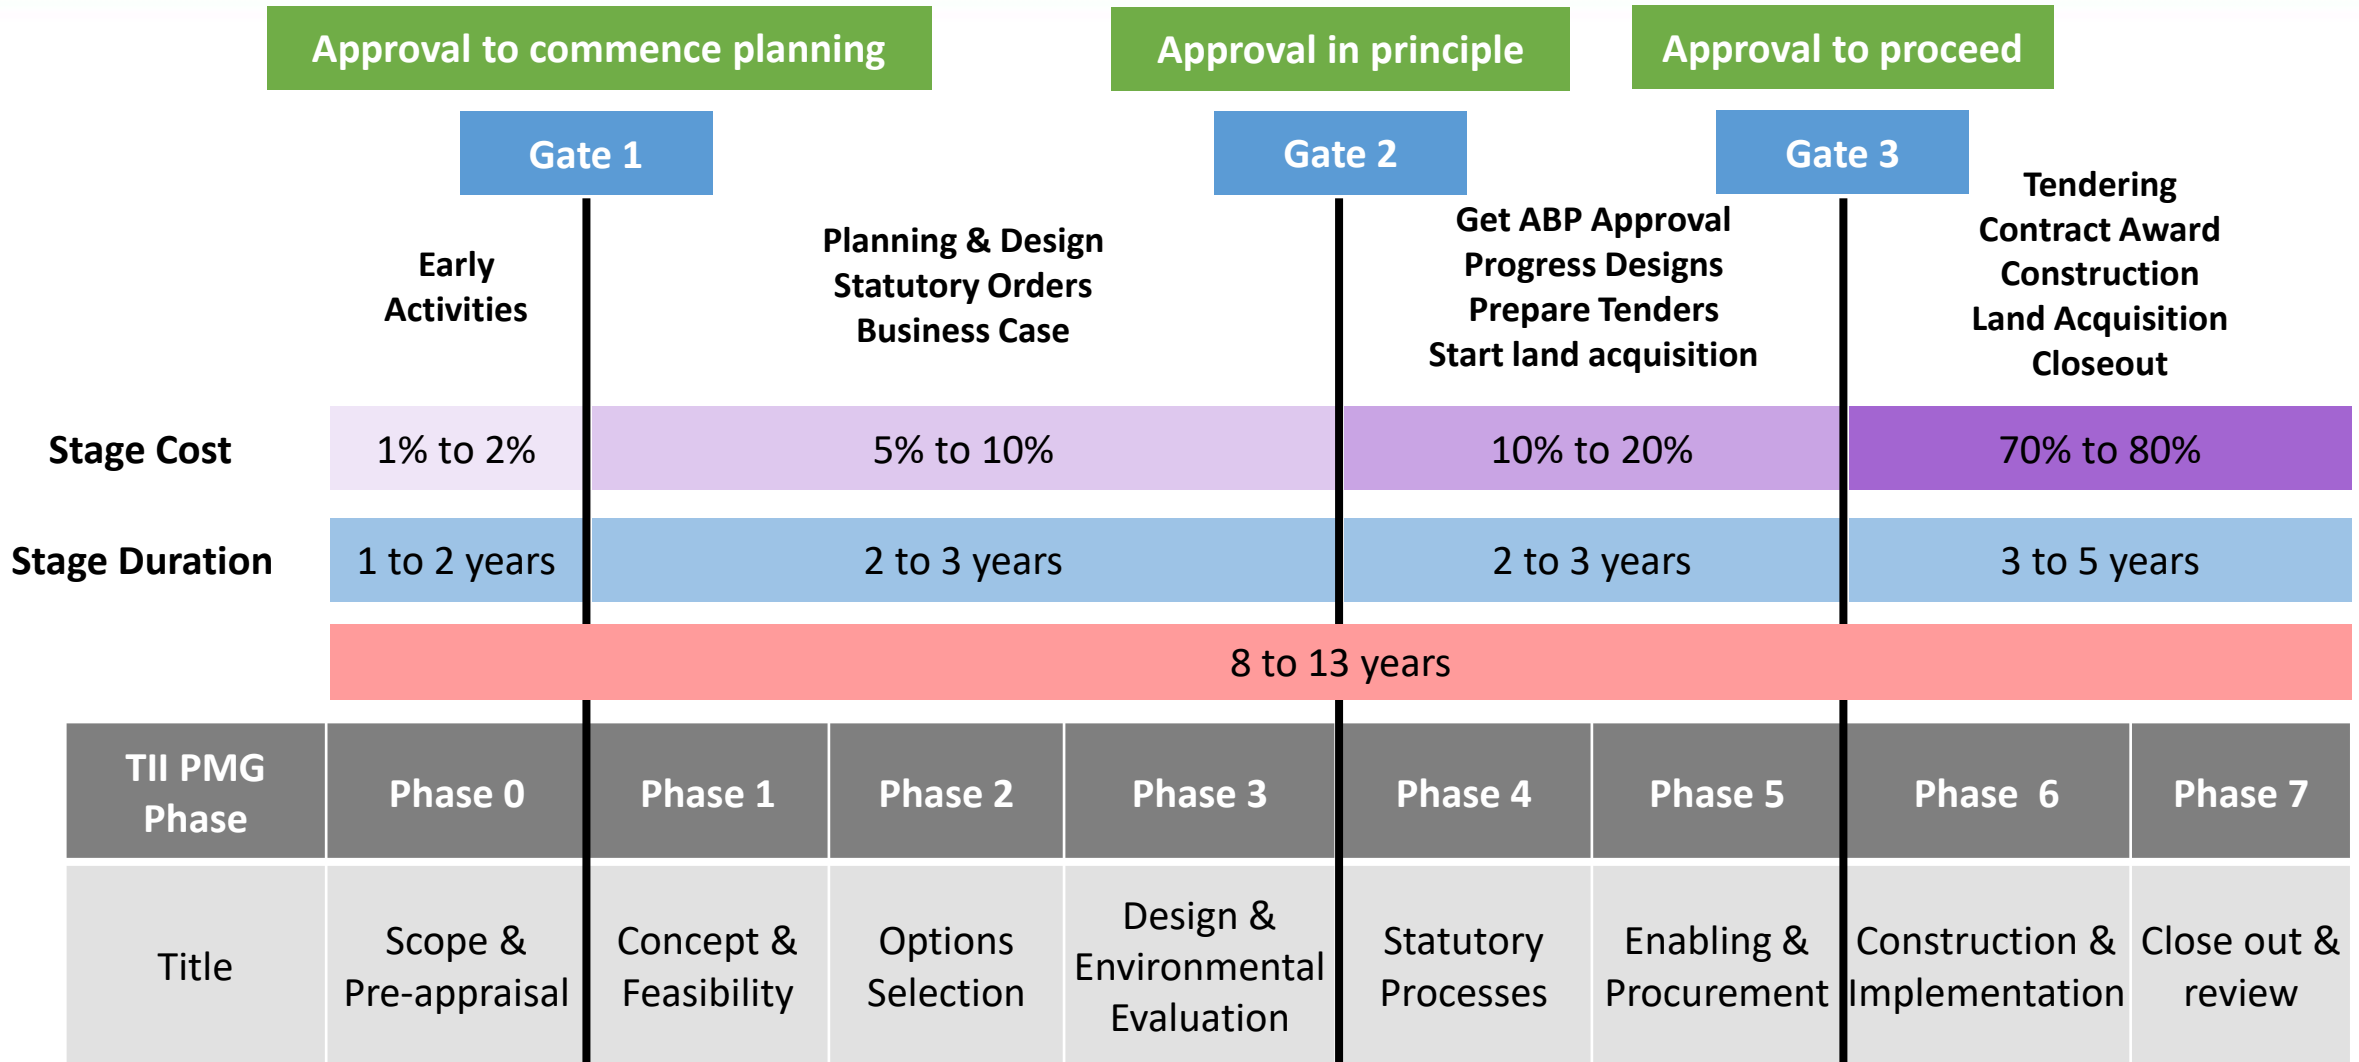 Approval to commence planning
Approval in principle
Approval to proceed
Gate 1
Gate 2
Gate 3
Early
Activities
Planning & Design
Statutory Orders
Business Case
Get ABP Approval
Progress Designs
Prepare Tenders
Start land acquisition
Tendering
Contract Award
Construction
Land Acquisition
Closeout
Stage Cost
1% to 2%
5% to 10%
10% to 20%
70% to 80%
Stage Duration
1 to 2 years
2 to 3 years
2 to 3 years
3 to 5 years
8 to 13 years
TII PMG
Phase
Phase 0
Phase 1
Phase 2
Phase 3
Phase 4
Phase 5
Phase 6
Phase 7
Title
Scope &
Pre-appraisal
Concept &
Feasibility
Options
Selection
Design &
Environmental
Evaluation
Statutory
Processes
Enabling &
Procurement
Construction &
Implementation
Close out &
review